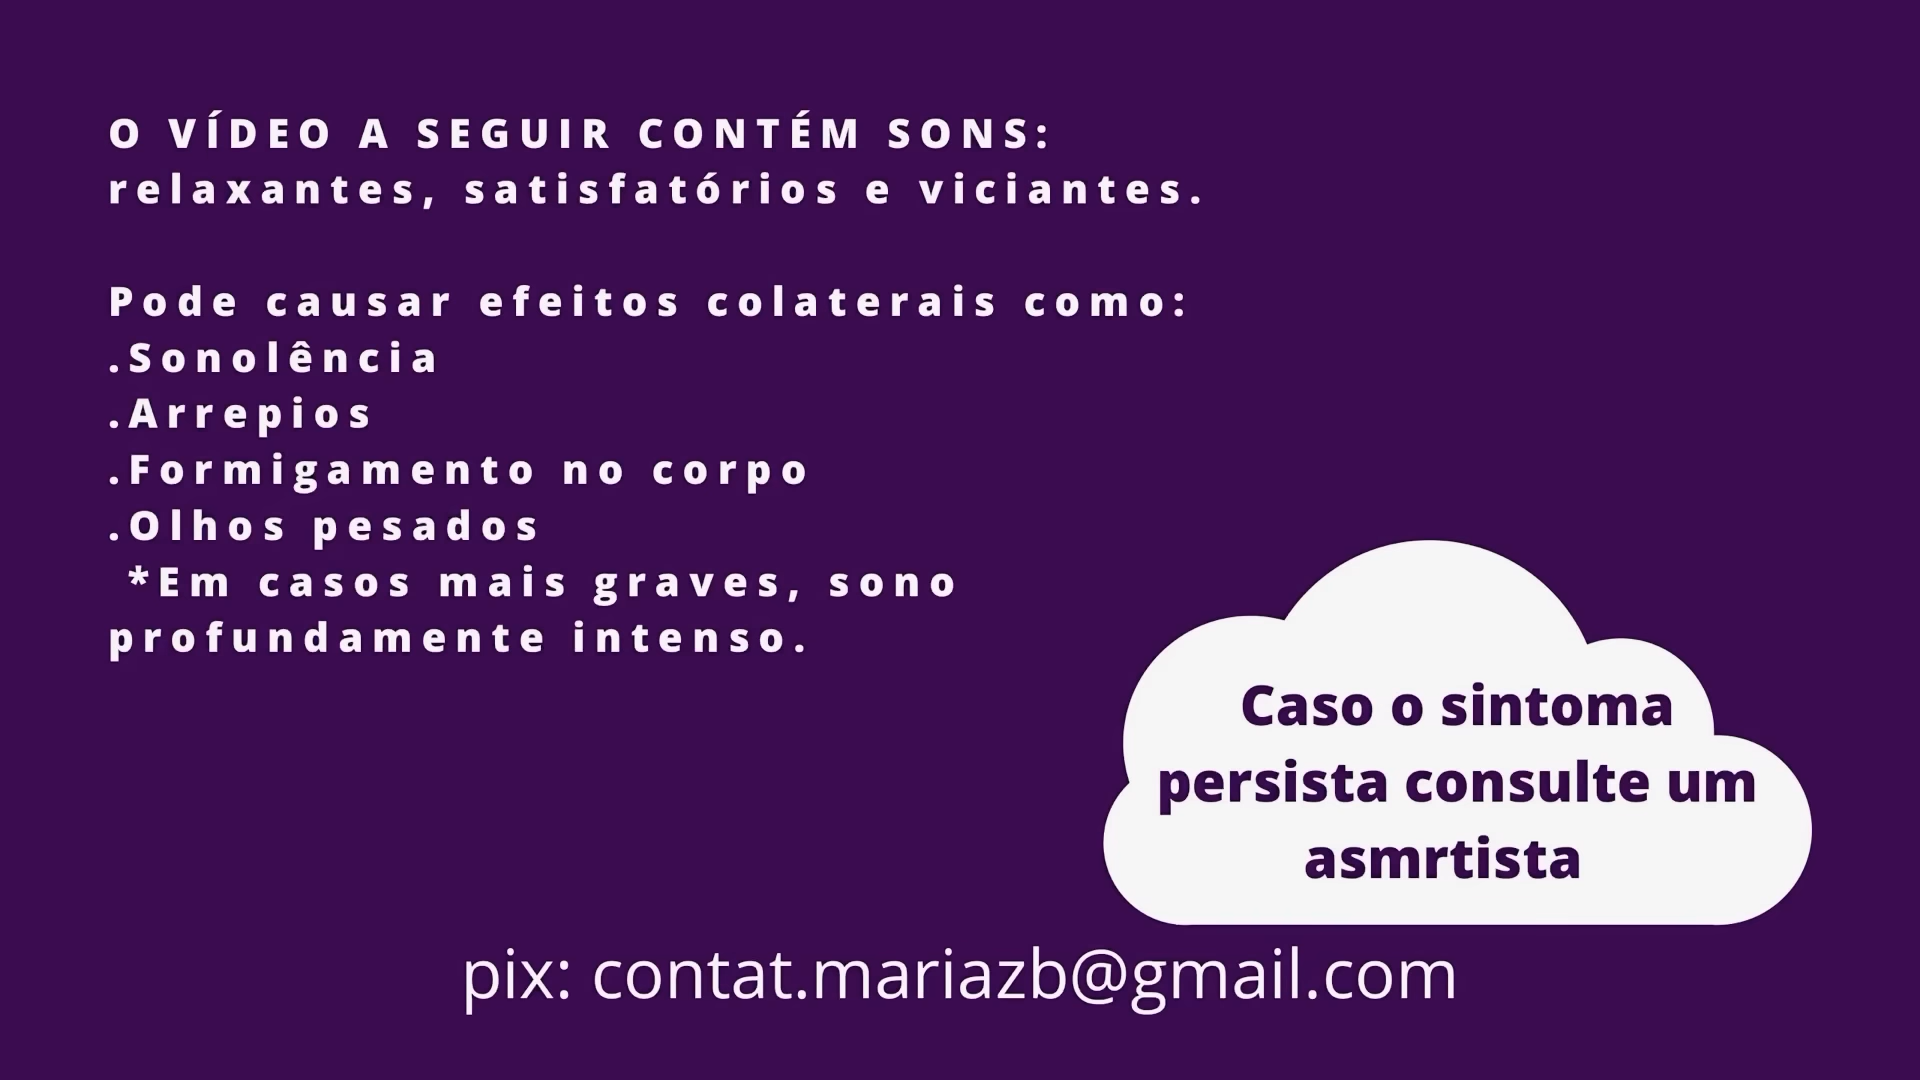 O VÍDEO A SEGUIR CONTÉM SONS:
relaxantes, satisfatórios e viciantes.
Pode causar efeitos colaterais como:
.Sonolência
.Arrepios
.Formigamento no corpo
.Olhos pesados
*Em casos mais graves, sono
profundamente intenso.
Caso o sintoma
persista consulte um
asmrtista
pix: contat.mariazb@gmail.com